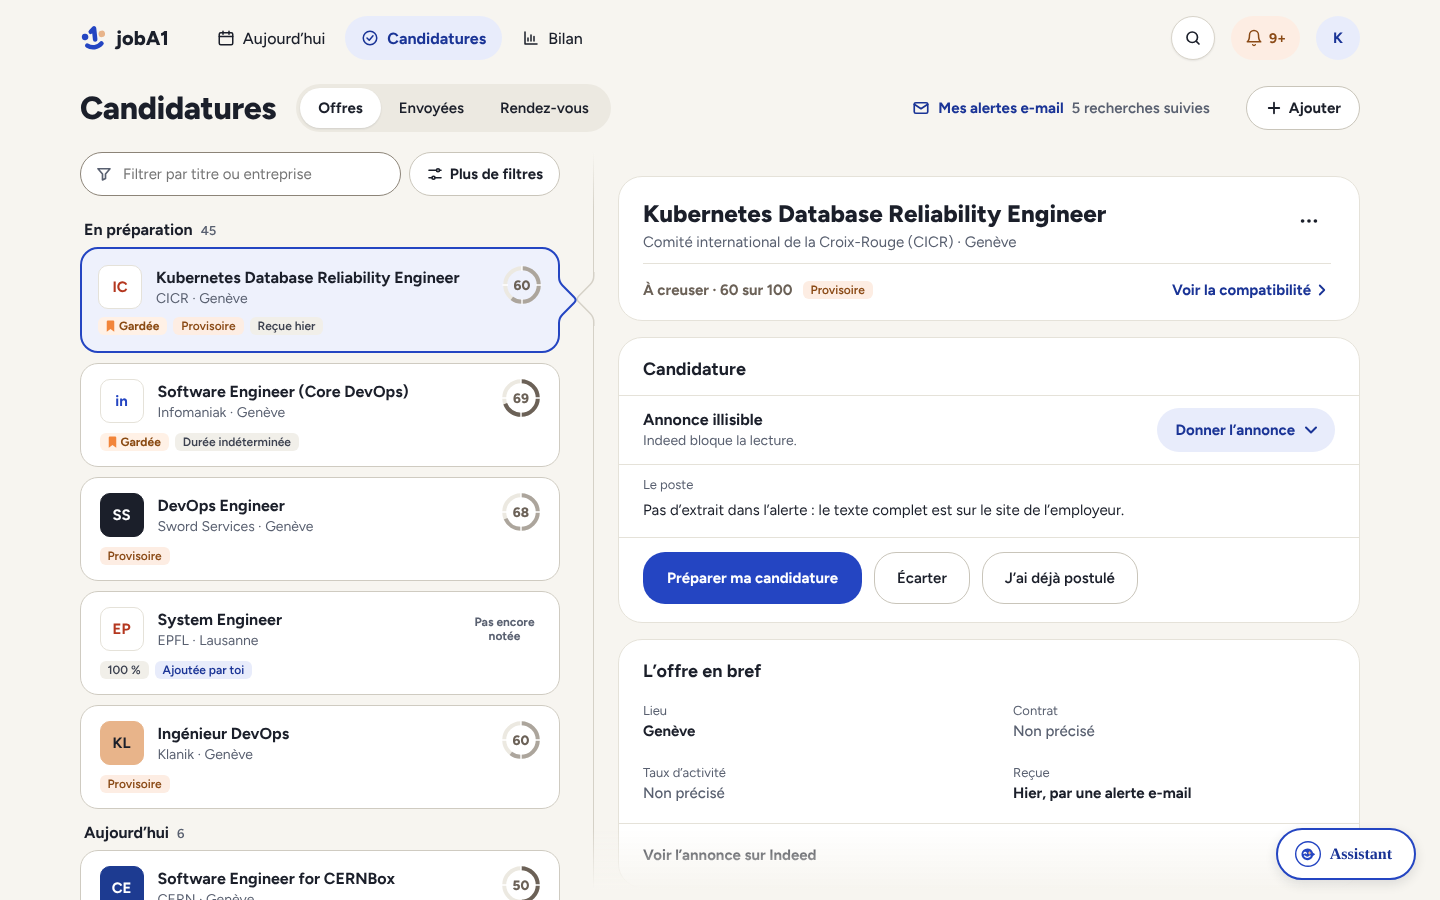 jobA1
Aujourd’hui
Candidatures
Bilan
9+
K
Candidatures
Offres
Envoyées
Rendez-vous
Mes alertes e-mail 5 recherches suivies
Ajouter
Filtrer par titre ou entreprise
Plus de filtres
En préparation 45
IC
Kubernetes Database Reliability Engineer
CICR · Genève
60
Gardée
Provisoire
Reçue hier
in
Software Engineer (Core DevOps)
Infomaniak · Genève
69
Gardée
Durée indéterminée
SS
DevOps Engineer
Sword Services · Genève
68
Provisoire
EP
System Engineer
EPFL · Lausanne
Pas encore
notée
100 %
Ajoutée par toi
KL
Ingénieur DevOps
Klanik · Genève
60
Provisoire
Aujourd’hui 6
CE
Software Engineer for CERNBox
CERN · Genève
50
Kubernetes Database Reliability Engineer
Comité international de la Croix-Rouge (CICR) · Genève
À creuser · 60 sur 100
Provisoire
Voir la compatibilité
Candidature
Annonce illisible
Indeed bloque la lecture.
Donner l’annonce
Le poste
Pas d’extrait dans l’alerte : le texte complet est sur le site de l’employeur.
Préparer ma candidature
Écarter
J’ai déjà postulé
L’offre en bref
Lieu
Genève
Contrat
Non précisé
Taux d’activité
Non précisé
Reçue
Hier, par une alerte e-mail
Voir l’annonce sur Indeed
Assistant